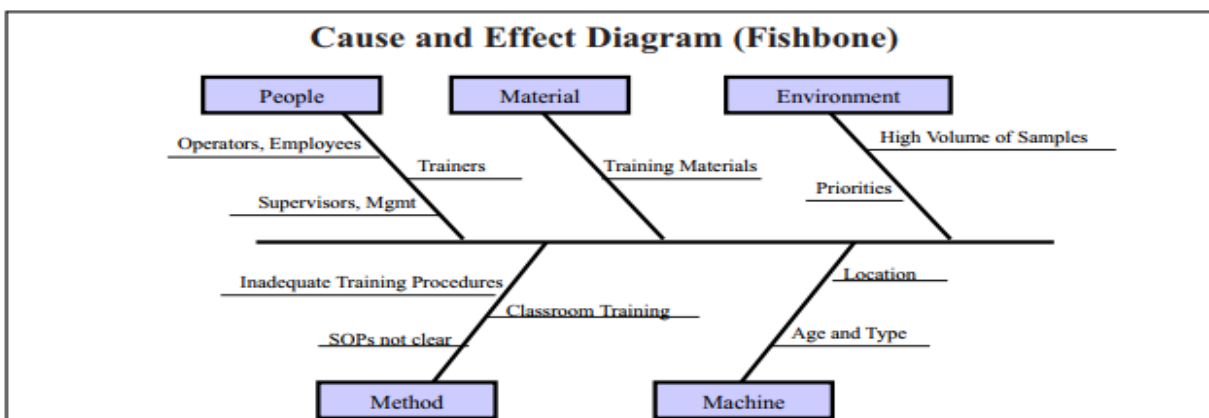 Cause and Effect Diagram (Fishbone)
People
Material
Environment
Operators, Employees
High Volume of Samples
Trainers
Training Materials
Priorities
Supervisors, Mgmt
Inadequate Training Procedures
Location
Classroom Training
SOPs not clear
Age and Type
Method
Machine